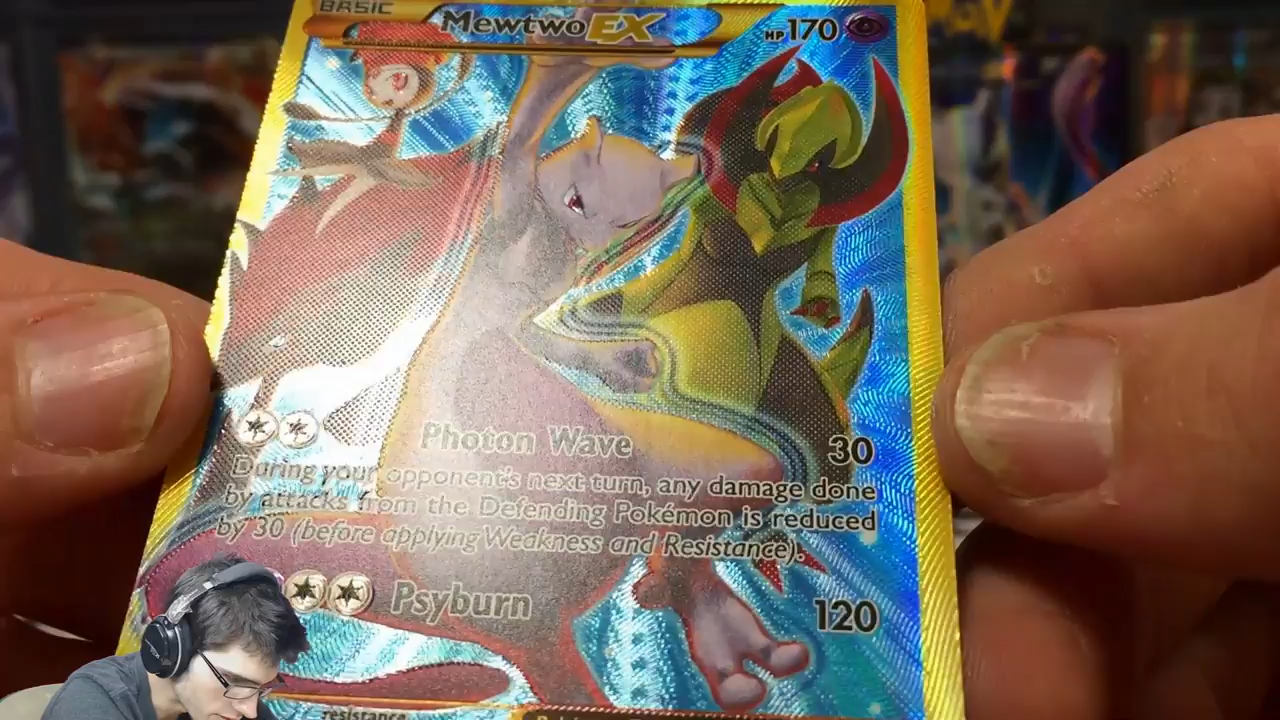 BASIC
Mewtwo EX
HP 170
Photon Wave 30
During your opponent's next turn, any damage done
by attacks from the Defending Pokémon is reduced
by 30 (before applying Weakness and Resistance).
Psyburn 120
resistance